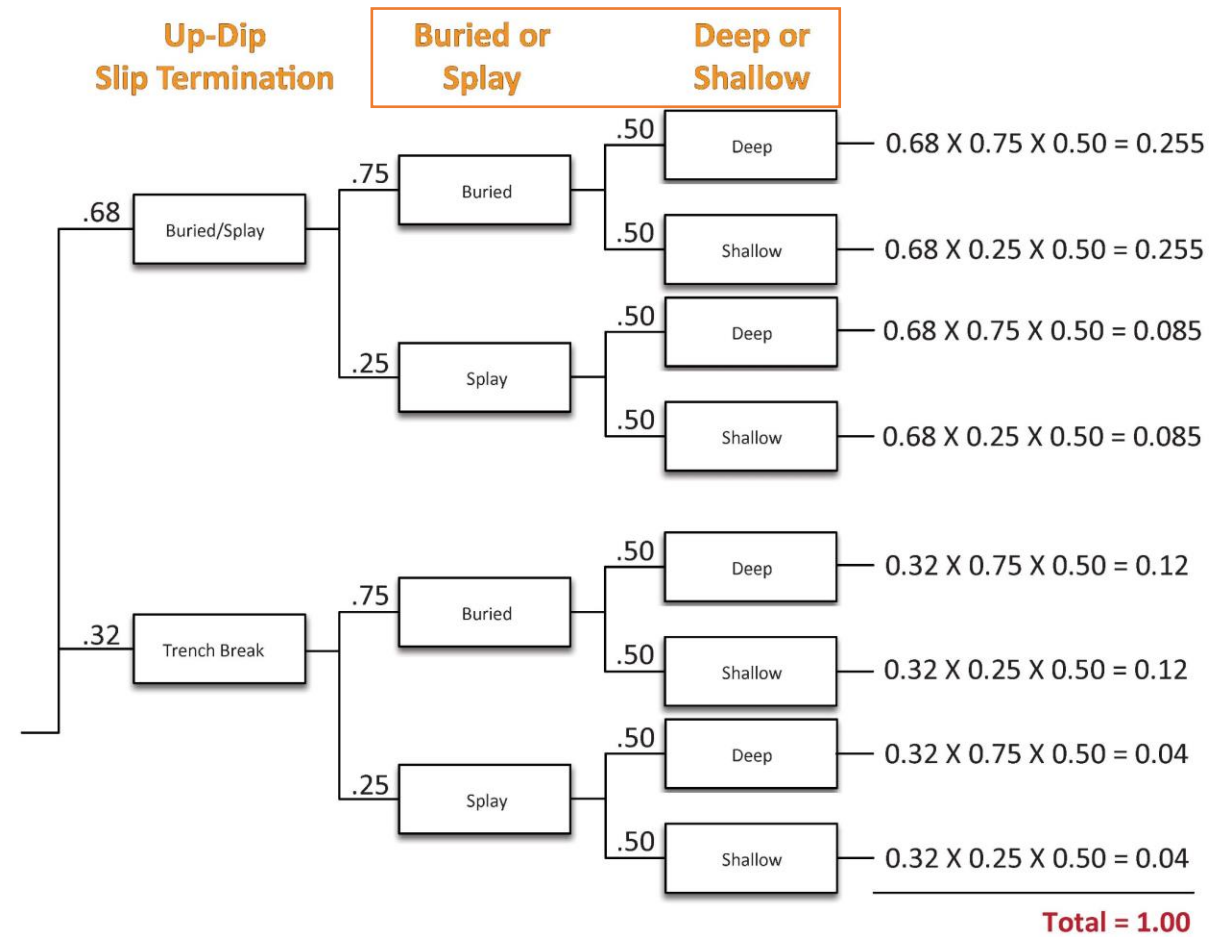 Up-Dip
Slip Termination
Buried or
Splay
Deep or
Shallow
.68
Buried/Splay
.75
Buried
.50
Deep
0.68 X 0.75 X 0.50 = 0.255
.50
Shallow
0.68 X 0.25 X 0.50 = 0.255
.25
Splay
.50
Deep
0.68 X 0.75 X 0.50 = 0.085
.50
Shallow
0.68 X 0.25 X 0.50 = 0.085
.32
Trench Break
.75
Buried
.50
Deep
0.32 X 0.75 X 0.50 = 0.12
.50
Shallow
0.32 X 0.25 X 0.50 = 0.12
.25
Splay
.50
Deep
0.32 X 0.75 X 0.50 = 0.04
.50
Shallow
0.32 X 0.25 X 0.50 = 0.04
Total = 1.00